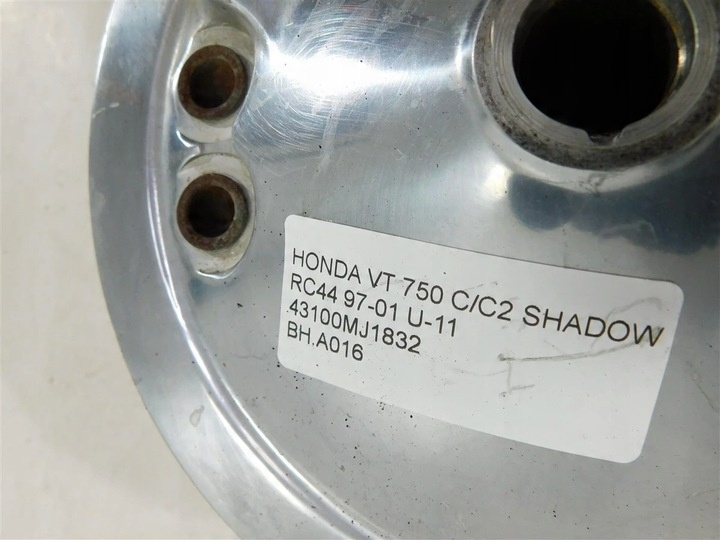 HONDA VT 750 C/C2 SHADOW
RC44 97-01 U-11
43100MJ1832
BH.A016